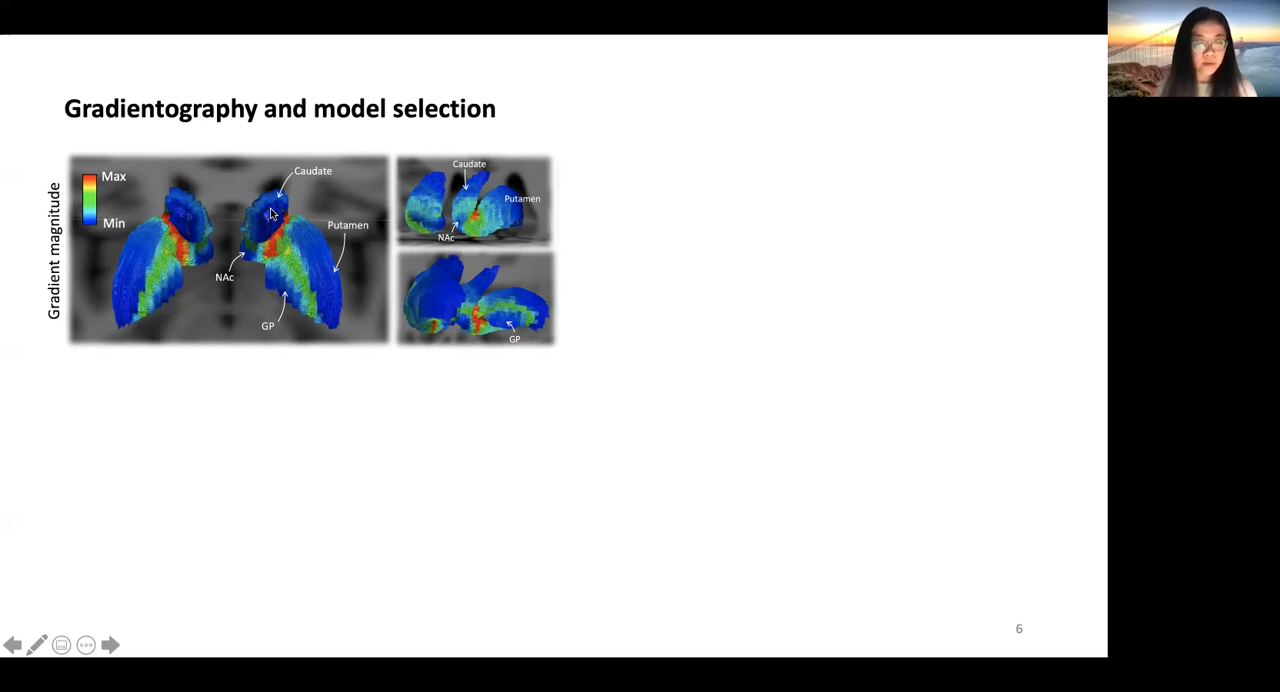 Gradientography and model selection
Gradient magnitude
Max
Min
Caudate
Putamen
NAc
GP
Caudate
Putamen
NAc
GP
6